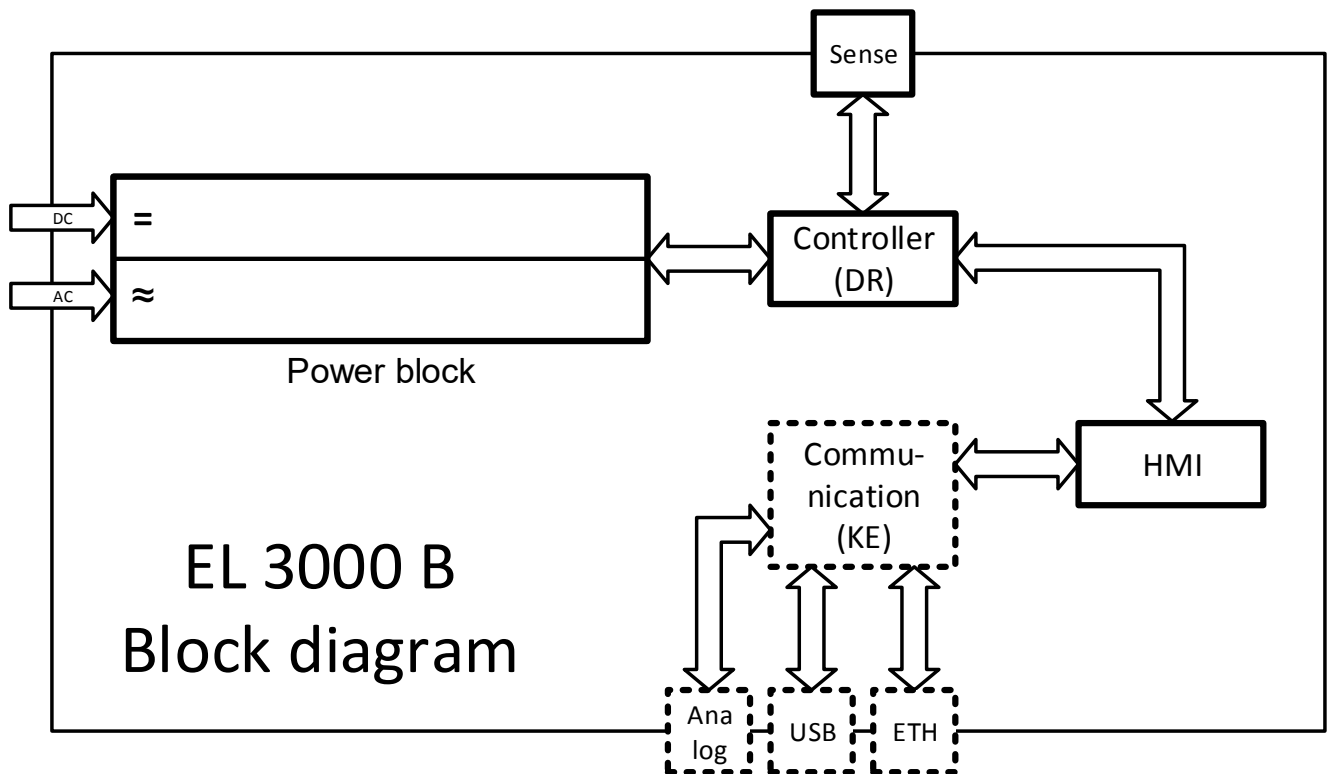 Sense
DC
=
Controller
(DR)
AC
≈
Power block
Commu-
nication
(KE)
HMI
EL 3000 B
Block diagram
Ana
log
USB
ETH